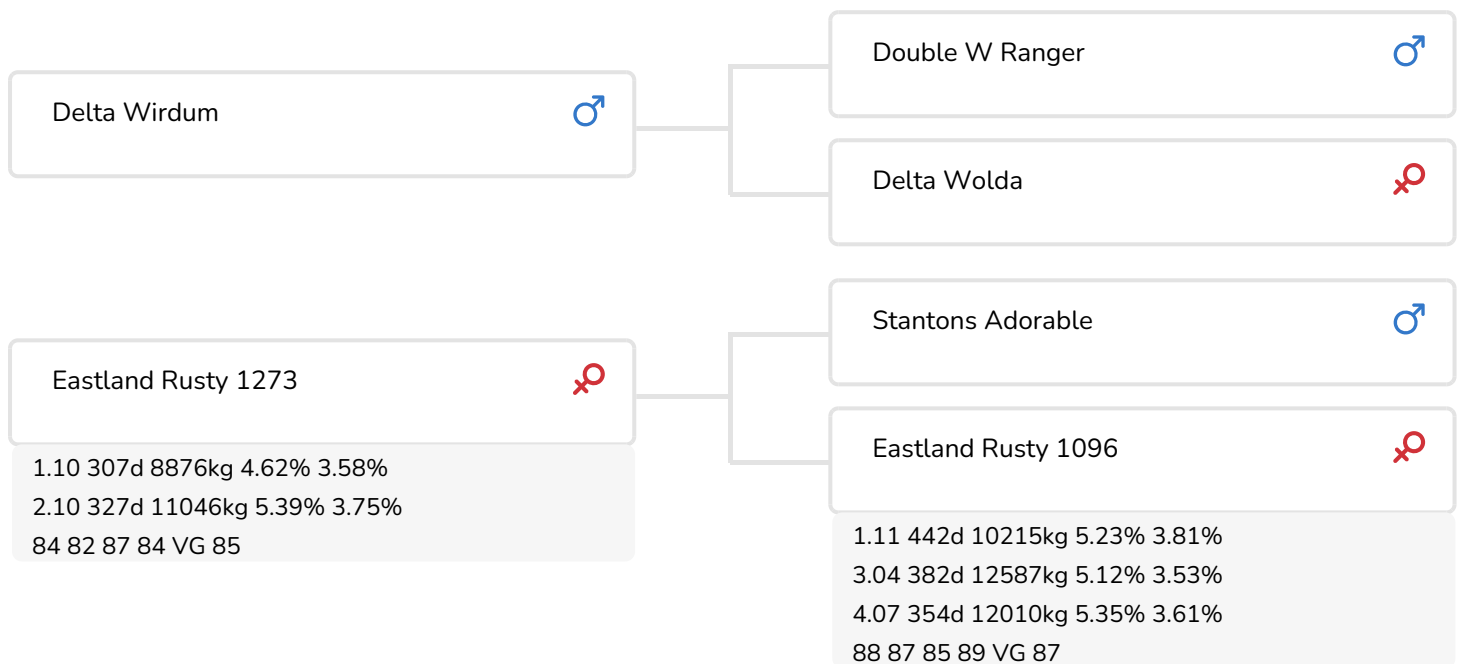 Delta Wirdum
Double W Ranger
Delta Wolda
Eastland Rusty 1273
1.10 307d 8876kg 4.62% 3.58%
2.10 327d 11046kg 5.39% 3.75%
84 82 87 84 VG 85
Stantons Adorable
Eastland Rusty 1096
1.11 442d 10215kg 5.23% 3.81%
3.04 382d 12587kg 5.12% 3.53%
4.07 354d 12010kg 5.35% 3.61%
88 87 85 89 VG 87